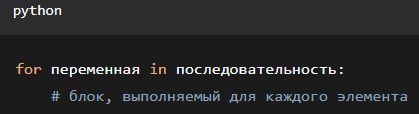 python
for переменная in последовательность:
    # блок, выполняемый для каждого элемента